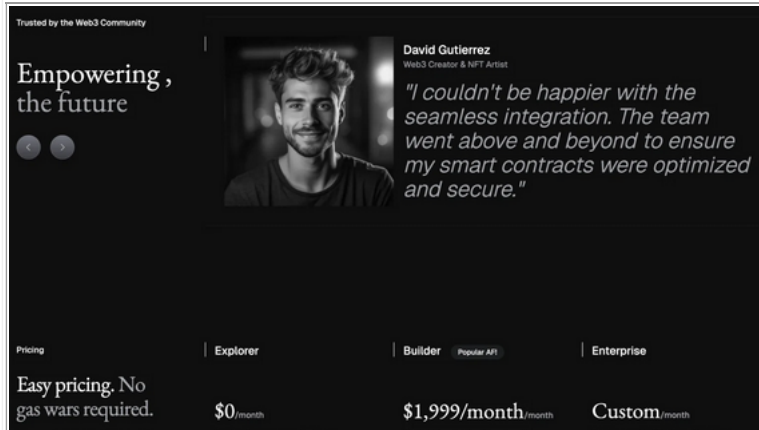 Trusted by the Web3 Community
Empowering ,
the future
David Gutierrez
Web3 Creator & NFT Artist
"I couldn't be happier with the
seamless integration. The team
went above and beyond to ensure
my smart contracts were optimized
and secure."
Pricing
Easy pricing. No
gas wars required.
Explorer
$0/month
Builder Popular AF!
$1,999/month/month
Enterprise
Custom/month